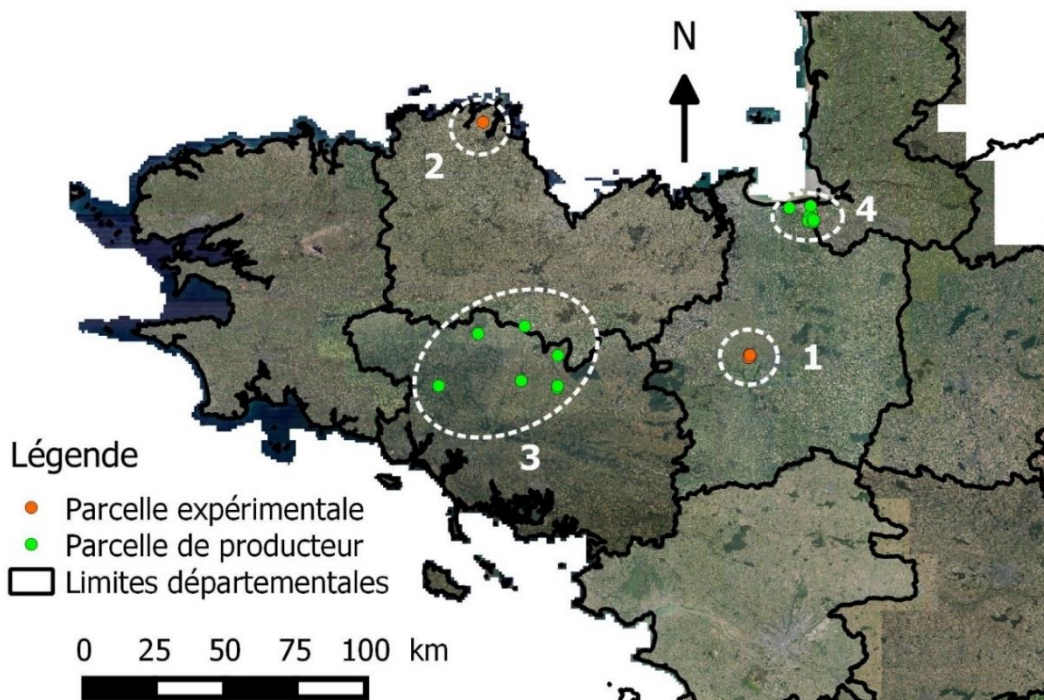 N
2
4
1
3
Légende
Parcelle expérimentale
Parcelle de producteur
Limites départementales
0 25 50 75 100 km